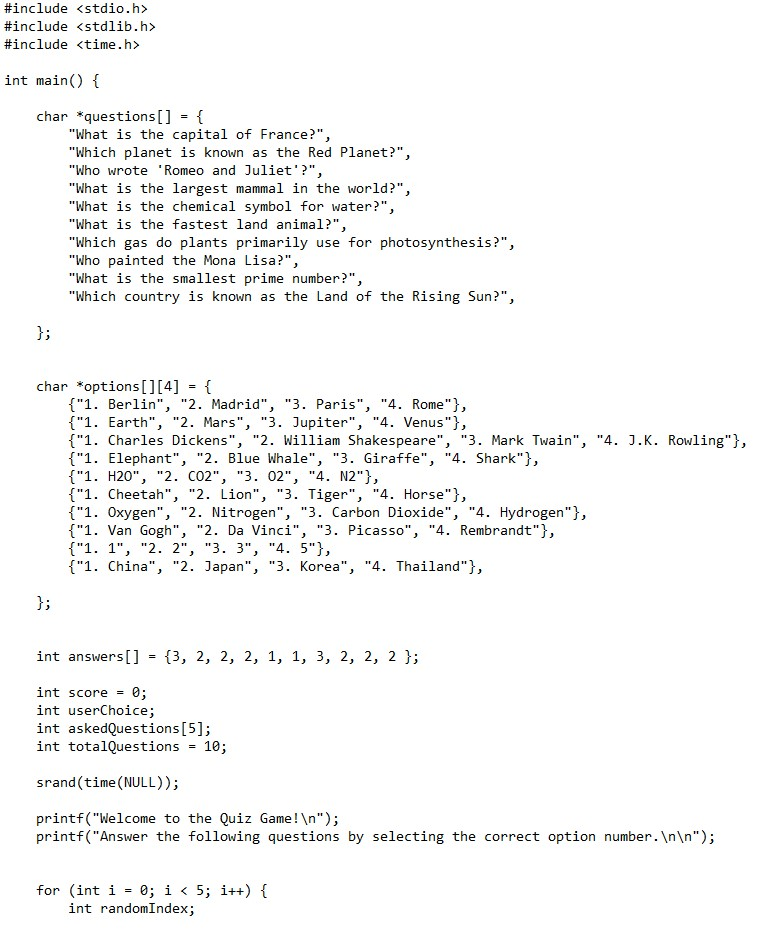 #include <stdio.h>
#include <stdlib.h>
#include <time.h>
int main() {
char *questions[] = {
"What is the capital of France?",
"Which planet is known as the Red Planet?",
"Who wrote 'Romeo and Juliet'?",
"What is the largest mammal in the world?",
"What is the chemical symbol for water?",
"What is the fastest land animal?",
"Which gas do plants primarily use for photosynthesis?",
"Who painted the Mona Lisa?",
"What is the smallest prime number?",
"Which country is known as the Land of the Rising Sun?",
};
char *options[][4] = {
{"1. Berlin", "2. Madrid", "3. Paris", "4. Rome"},
{"1. Earth", "2. Mars", "3. Jupiter", "4. Venus"},
{"1. Charles Dickens", "2. William Shakespeare", "3. Mark Twain", "4. J.K. Rowling"},
{"1. Elephant", "2. Blue Whale", "3. Giraffe", "4. Shark"},
{"1. H2O", "2. CO2", "3. O2", "4. N2"},
{"1. Cheetah", "2. Lion", "3. Tiger", "4. Horse"},
{"1. Oxygen", "2. Nitrogen", "3. Carbon Dioxide", "4. Hydrogen"},
{"1. Van Gogh", "2. Da Vinci", "3. Picasso", "4. Rembrandt"},
{"1. 1", "2. 2", "3. 3", "4. 5"},
{"1. China", "2. Japan", "3. Korea", "4. Thailand"},
};
int answers[] = {3, 2, 2, 2, 1, 1, 3, 2, 2, 2 };
int score = 0;
int userChoice;
int askedQuestions[5];
int totalQuestions = 10;
srand(time(NULL));
printf("Welcome to the Quiz Game!\n");
printf("Answer the following questions by selecting the correct option number.\n\n");
for (int i = 0; i < 5; i++) {
int randomIndex;